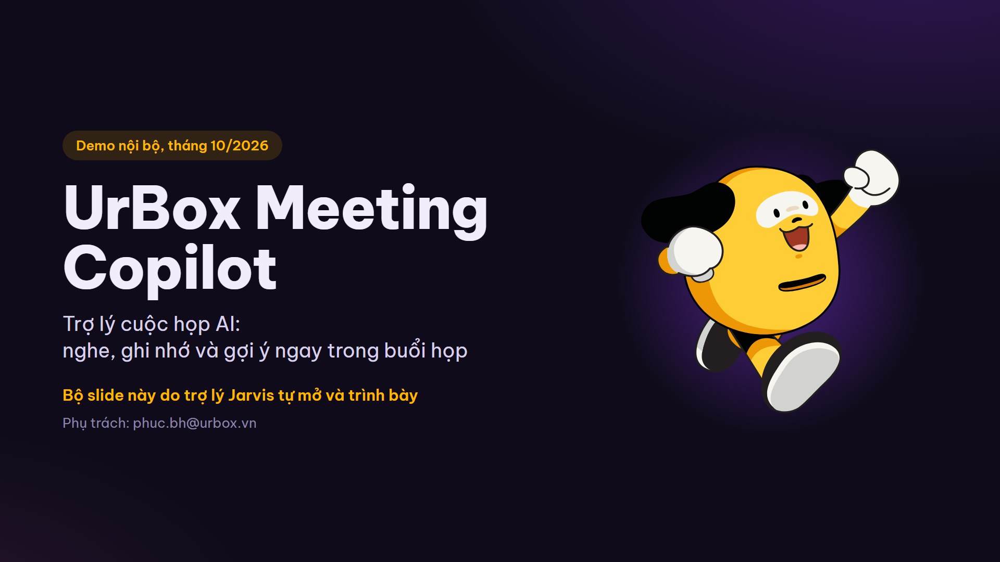 Demo nội bộ, tháng 10/2026
UrBox Meeting
Copilot
Trợ lý cuộc họp AI:
nghe, ghi nhớ và gợi ý ngay trong buổi họp
Bộ slide này do trợ lý Jarvis tự mở và trình bày
Phụ trách: phuc.bh@urbox.vn